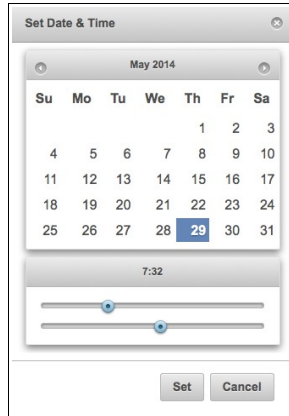 Set Date & Time
May 2014
Su Mo Tu We Th Fr Sa
1 2 3
4 5 6 7 8 9 10
11 12 13 14 15 16 17
18 19 20 21 22 23 24
25 26 27 28 29 30 31
7:32
Set Cancel